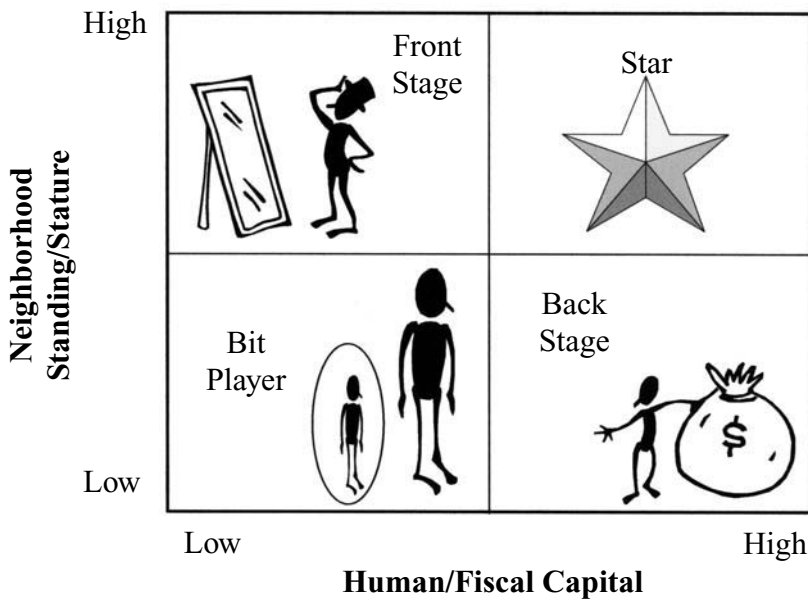 High
Front
Stage
Star
Neighborhood
Standing/Stature
Bit
Player
Back
Stage
$
Low
Low
High
Human/Fiscal Capital